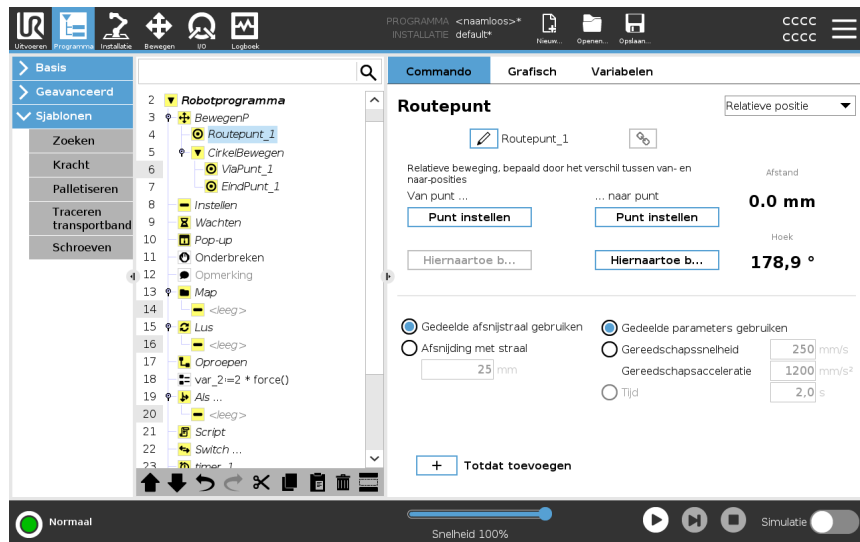 PROGRAMMA <naamloos>*
INSTALLATIE default*
Nieuw... Openen... Opslaan...
CCCC
CCCC
Uitvoeren Programma Installatie Bewegen I/O Logboek
Basis
Geavanceerd
Sjablonen
Zoeken
Kracht
Palletiseren
Traceren
transportband
Schroeven
2 Robotprogramma
3 BewegenP
4 Routepunt_1
5 CirkelBewegen
6 ViaPunt_1
7 EindPunt_1
8 Instellen
9 Wachten
10 Pop-up
11 Onderbreken
12 Opmerking
13 Map
14 <leeg>
15 Lus
16 <leeg>
17 Oproepen
18 var_2:=2 * force()
19 Als ...
20 <leeg>
21 Script
22 Switch ...
23 timer_1
Commando Grafisch Variabelen
Routepunt
Relatieve positie
Routepunt_1
Relatieve beweging, bepaald door het verschil tussen van- en
naar-posities
Van punt ...
... naar punt
Punt instellen
Punt instellen
Hiernaartoe b...
Hiernaartoe b...
Afstand
0.0 mm
Hoek
178,9 °
Gedeelde afsnijstraal gebruiken
Afsnijding met straal
25 mm
Gedeelde parameters gebruiken
Gereedschapssnelheid 250 mm/s
Gereedschapsacceleratie 1200 mm/s²
Tijd 2,0 s
+ Totdat toevoegen
Normaal
Snelheid 100%
Simulatie